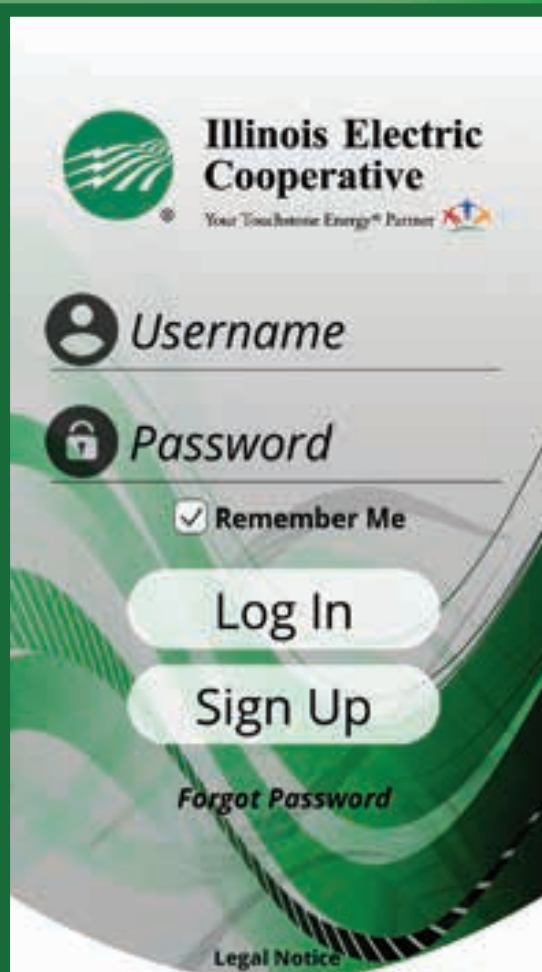 Illinois Electric
Cooperative
®
Your Touchstone Energy® Partner
Username
Password
Remember Me
Log In
Sign Up
Forgot Password
Legal Notice